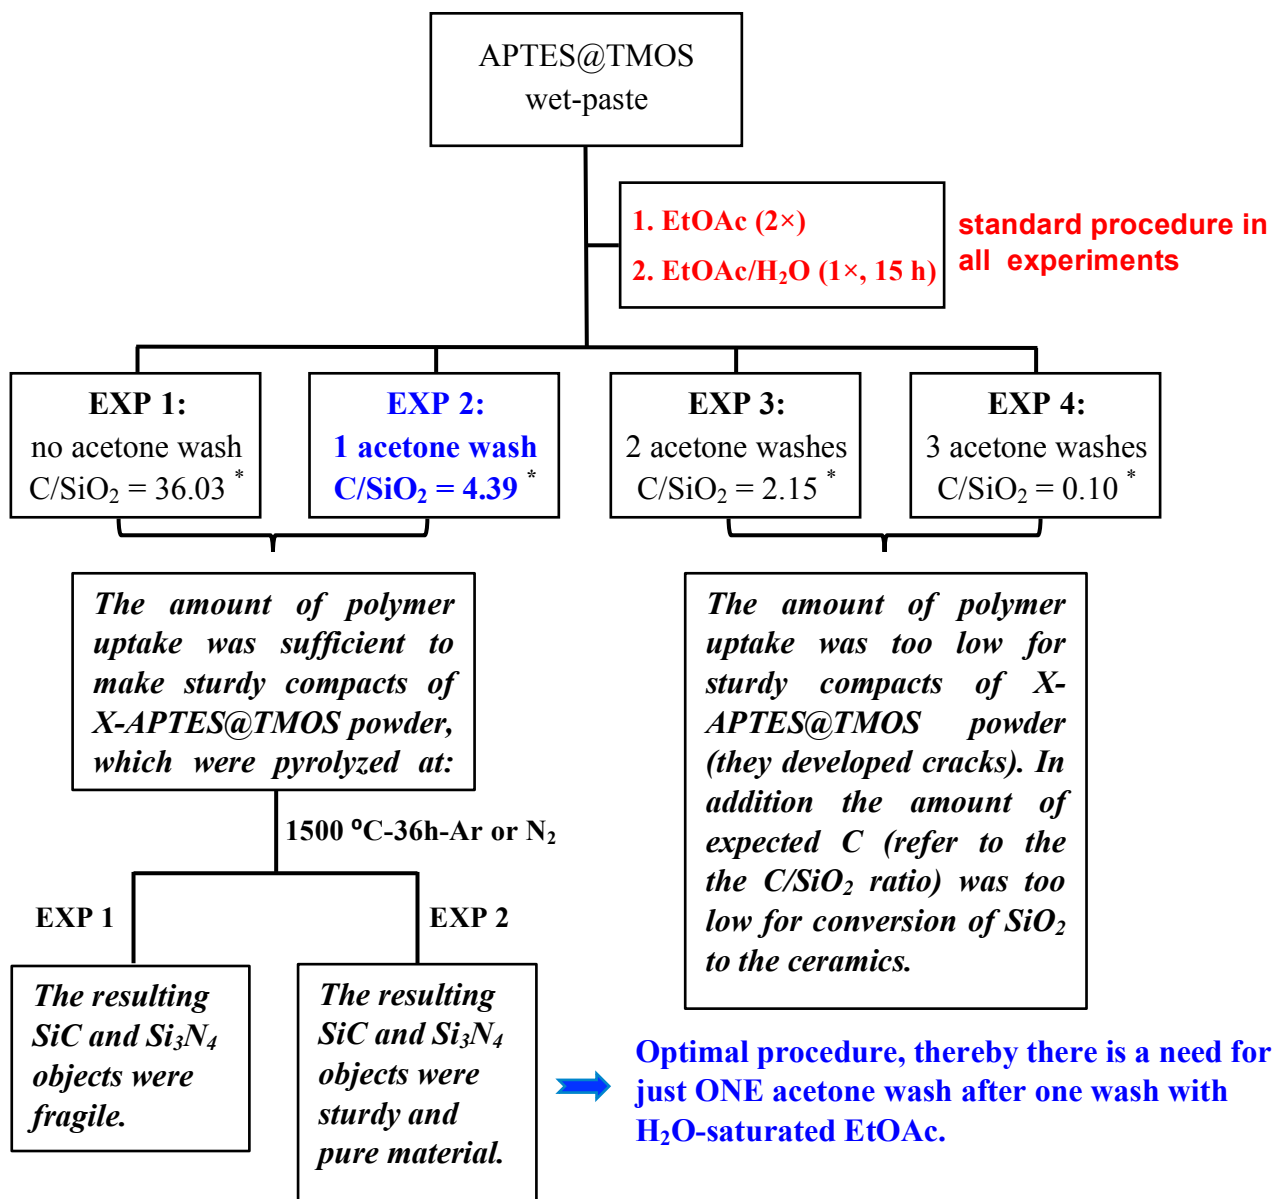 APTES@TMOS
wet-paste
1. EtOAc (2×)
2. EtOAc/H₂O (1×, 15 h)
standard procedure in
all experiments
EXP 1:
no acetone wash
C/SiO₂ = 36.03 *
EXP 2:
1 acetone wash
C/SiO₂ = 4.39 *
EXP 3:
2 acetone washes
C/SiO₂ = 2.15 *
EXP 4:
3 acetone washes
C/SiO₂ = 0.10 *
The amount of polymer
uptake was sufficient to
make sturdy compacts of
X-APTES@TMOS powder,
which were pyrolyzed at:
The amount of polymer
uptake was too low for
sturdy compacts of X-
APTES@TMOS powder
(they developed cracks). In
addition the amount of
expected C (refer to the
the C/SiO₂ ratio) was too
low for conversion of SiO₂
to the ceramics.
1500 ºC-36h-Ar or N₂
EXP 1
EXP 2
The resulting
SiC and Si₃N₄
objects were
fragile.
The resulting
SiC and Si₃N₄
objects were
sturdy and
pure material.
Optimal procedure, thereby there is a need for
just ONE acetone wash after one wash with
H₂O-saturated EtOAc.